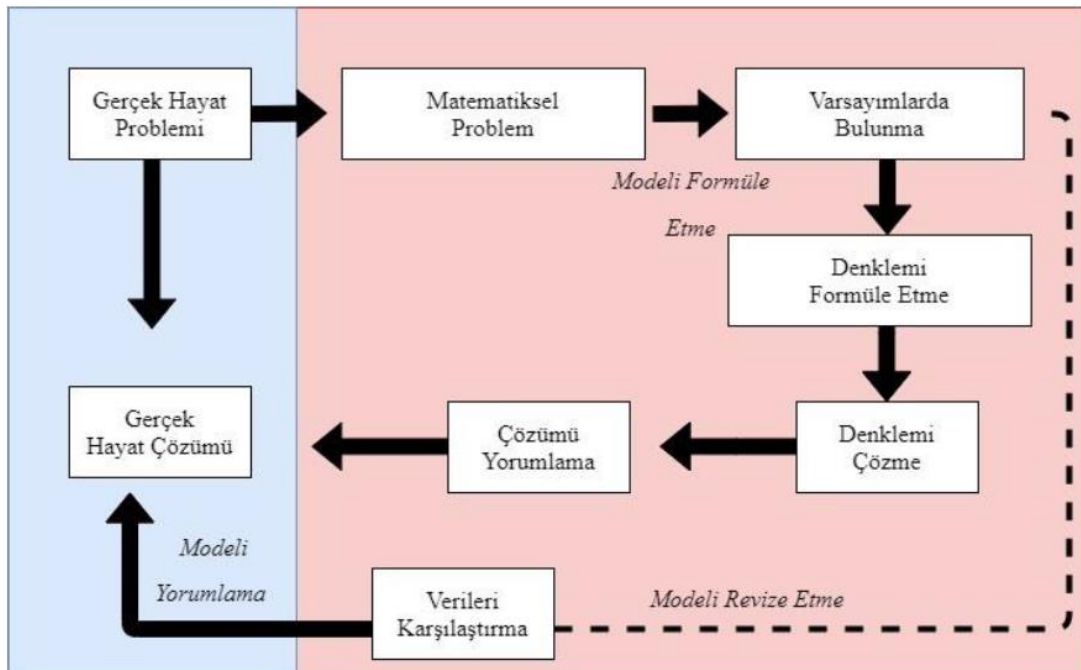 Gerçek Hayat
Problemi
Matematiksel
Problem
Varsayımlarda
Bulunma
Modeli Formüle
Etme
Denklemi
Formüle Etme
Gerçek
Hayat Çözümü
Çözümü
Yorumlama
Denklemi
Çözme
Modeli
Yorumlama
Verileri
Karşılaştırma
Modeli Revize Etme